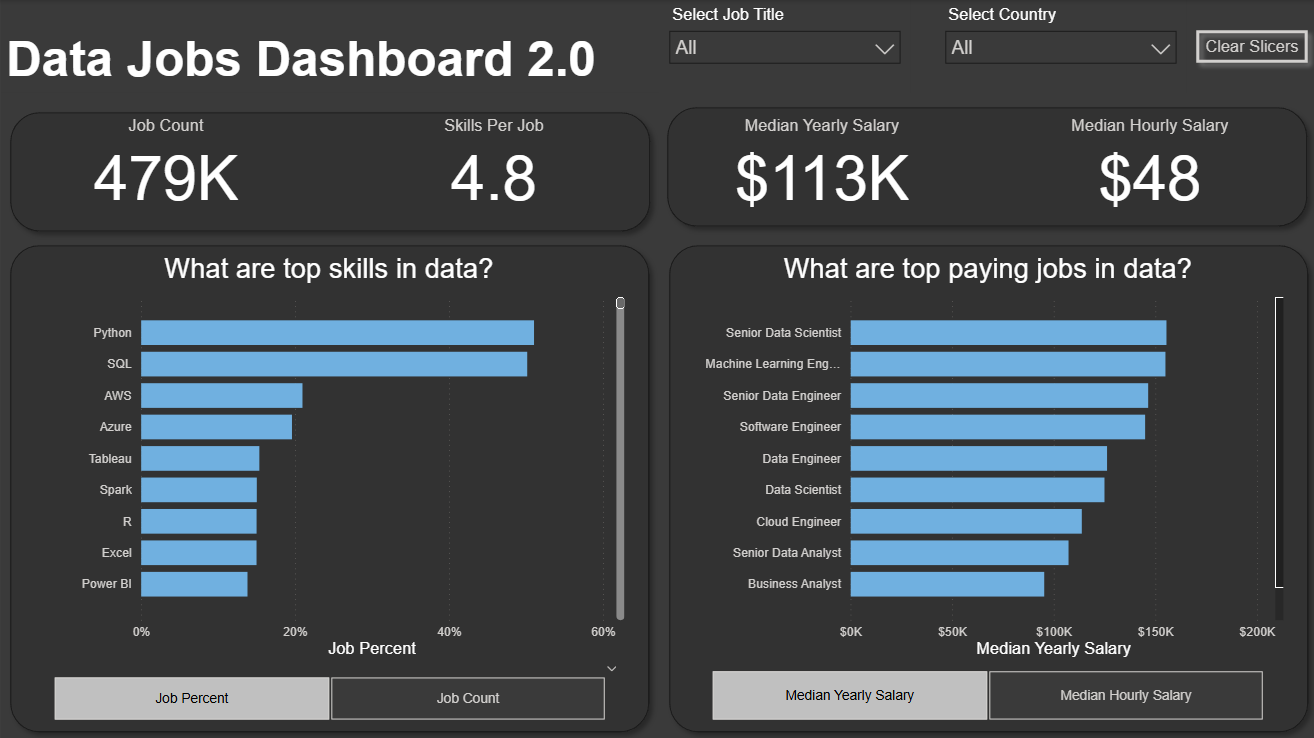 Select Job Title
Select Country
All
All
Clear Slicers
Data Jobs Dashboard 2.0
Job Count
Skills Per Job
479K
4.8
Median Yearly Salary
Median Hourly Salary
$113K
$48
What are top skills in data?
Python
SQL
AWS
Azure
Tableau
Spark
R
Excel
Power BI
0%
20%
40%
60%
Job Percent
Job Percent
Job Count
What are top paying jobs in data?
Senior Data Scientist
Machine Learning Eng...
Senior Data Engineer
Software Engineer
Data Engineer
Data Scientist
Cloud Engineer
Senior Data Analyst
Business Analyst
$0K
$50K
$100K
$150K
$200K
Median Yearly Salary
Median Yearly Salary
Median Hourly Salary